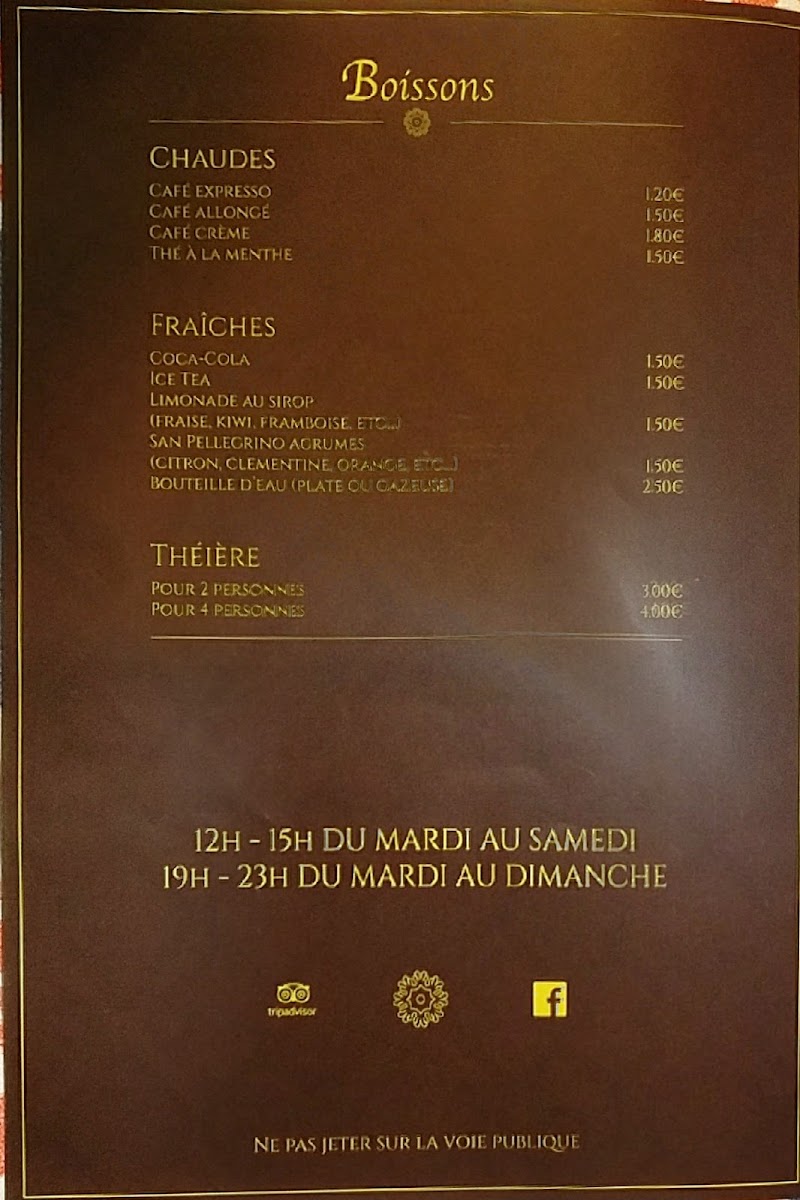 Boissons
Chaudes
Café expresso 1.20€
Café allongé 1.50€
Café crème 1.80€
Thé à la menthe 1.50€
Fraîches
Coca-Cola 1.50€
Ice Tea 1.50€
Limonade au sirop
(fraise, kiwi, framboise, etc...) 1.50€
San Pellegrino agrumes
(citron, clementine, orange, etc...) 1.50€
Bouteille d'eau (plate ou gazeuse) 2.50€
Théière
Pour 2 personnes 3.00€
Pour 4 personnes 4.00€
12h - 15h du mardi au samedi
19h - 23h du mardi au dimanche
tripadvisor
f
Ne pas jeter sur la voie publique